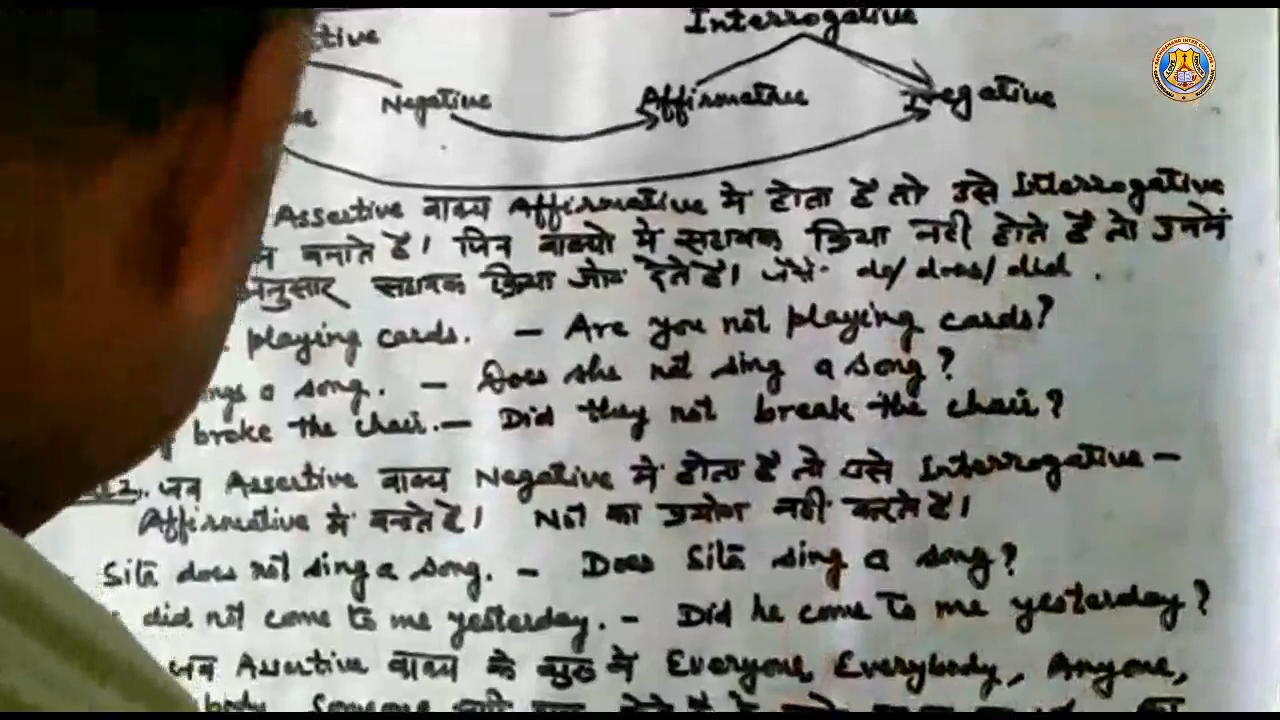 Interrogative
tive
Negative Affirmative Negative
Assertive वाक्य Affirmative में होता है तो उसे Interrogative
बनाते है। जिन वाक्यो में सहायक क्रिया नहीं होते है तो उनमें
अनुसार सहायक क्रिया जोड़ देते है। जैसे- do/does/did.
playing cards. - Are you not playing cards?
ngs a song. - Does she not sing a song?
broke the chair. - Did they not break the chair?
जब Assertive वाक्य Negative में होता है तो उसे Interrogative -
Affirmative में बनाते है। Not का प्रयोग नहीं करते है।
Sita does not sing a song. - Does Sita sing a song?
did not come to me yesterday. - Did he come to me yesterday?
जब Assertive वाक्य के शुरु में Everyone, Everybody, Anyone,
body Someone